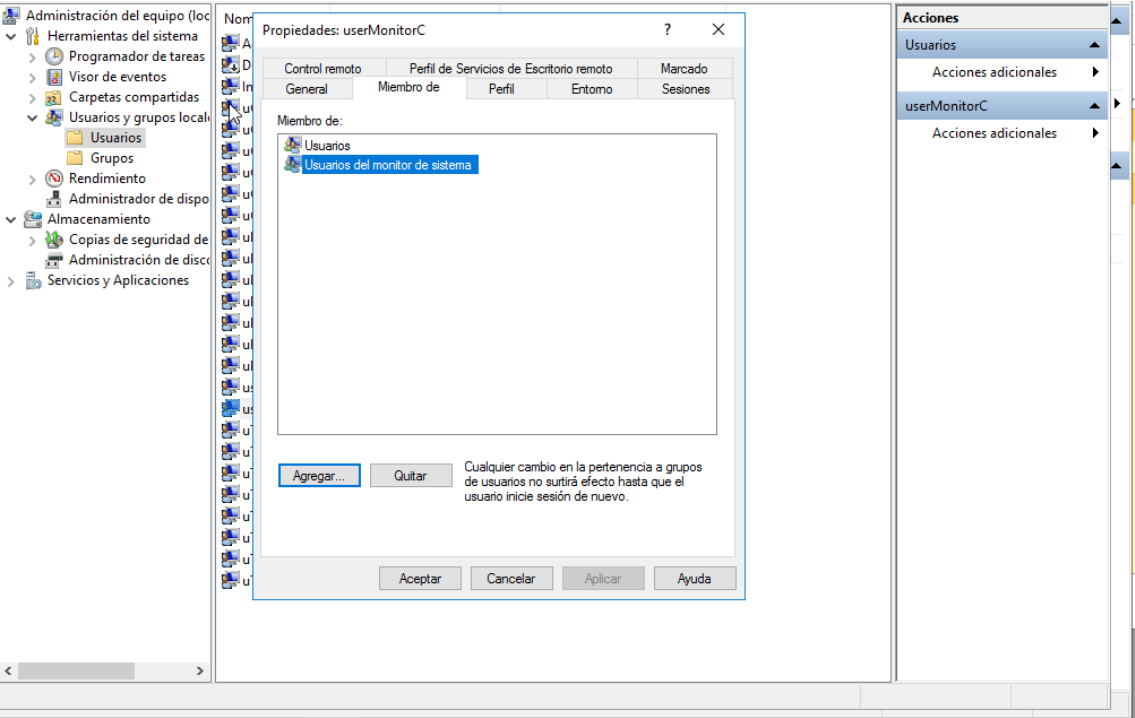 Administración del equipo (loc
Herramientas del sistema
Programador de tareas
Visor de eventos
Carpetas compartidas
Usuarios y grupos local
Usuarios
Grupos
Rendimiento
Administrador de dispo
Almacenamiento
Copias de seguridad de
Administración de disc
Servicios y Aplicaciones
Nom
A
D
In
Propiedades: userMonitorC
?
Control remoto
Perfil de Servicios de Escritorio remoto
Marcado
General
Miembro de
Perfil
Entorno
Sesiones
Miembro de:
Usuarios
Usuarios del monitor de sistema
Agregar...
Quitar
Cualquier cambio en la pertenencia a grupos
de usuarios no surtirá efecto hasta que el
usuario inicie sesión de nuevo.
Aceptar
Cancelar
Aplicar
Ayuda
Acciones
Usuarios
Acciones adicionales
userMonitorC
Acciones adicionales